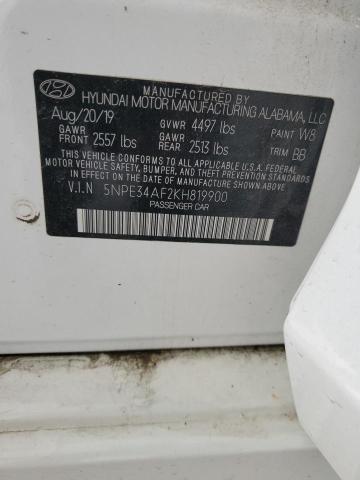 MANUFACTURED BY
HYUNDAI MOTOR MANUFACTURING ALABAMA, LLC
Aug/20/19 GVWR 4497 lbs PAINT W8
GAWR FRONT 2557 lbs GAWR REAR 2513 lbs TRIM BB
THIS VEHICLE CONFORMS TO ALL APPLICABLE U.S.A FEDERAL
MOTOR VEHICLE SAFETY, BUMPER, AND THEFT PREVENTION
STANDARDS IN EFFECT ON THE DATE OF MANUFACTURE SHOWN ABOVE.
V.I.N 5NPE34AF2KH819900
PASSENGER CAR